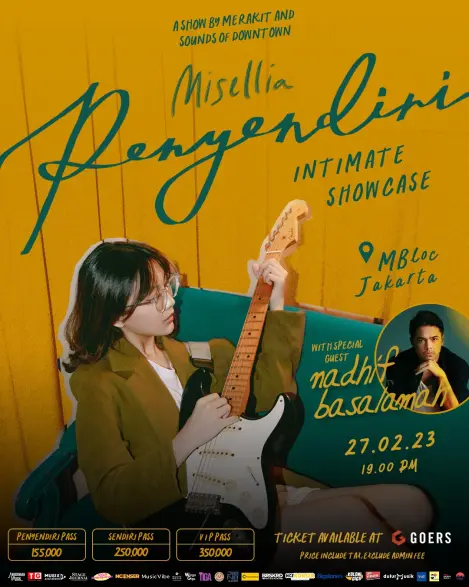 A SHOW BY MERAKIT AND
SOUNDS OF DOWNTOWN
Misellia
Penyendiri
INTIMATE
SHOWCASE
MBLOC
Jakarta
WITH SPECIAL
GUEST
nadhif
basalamah
27.02.23
19.00 PM
PENYENDIRI PASS
155.000
SENDIRI PASS
250.000
VIP PASS
350.000
TICKET AVAILABLE AT GOERS
PRICE INCLUDE TAX, EXCLUDE ADMIN FEE